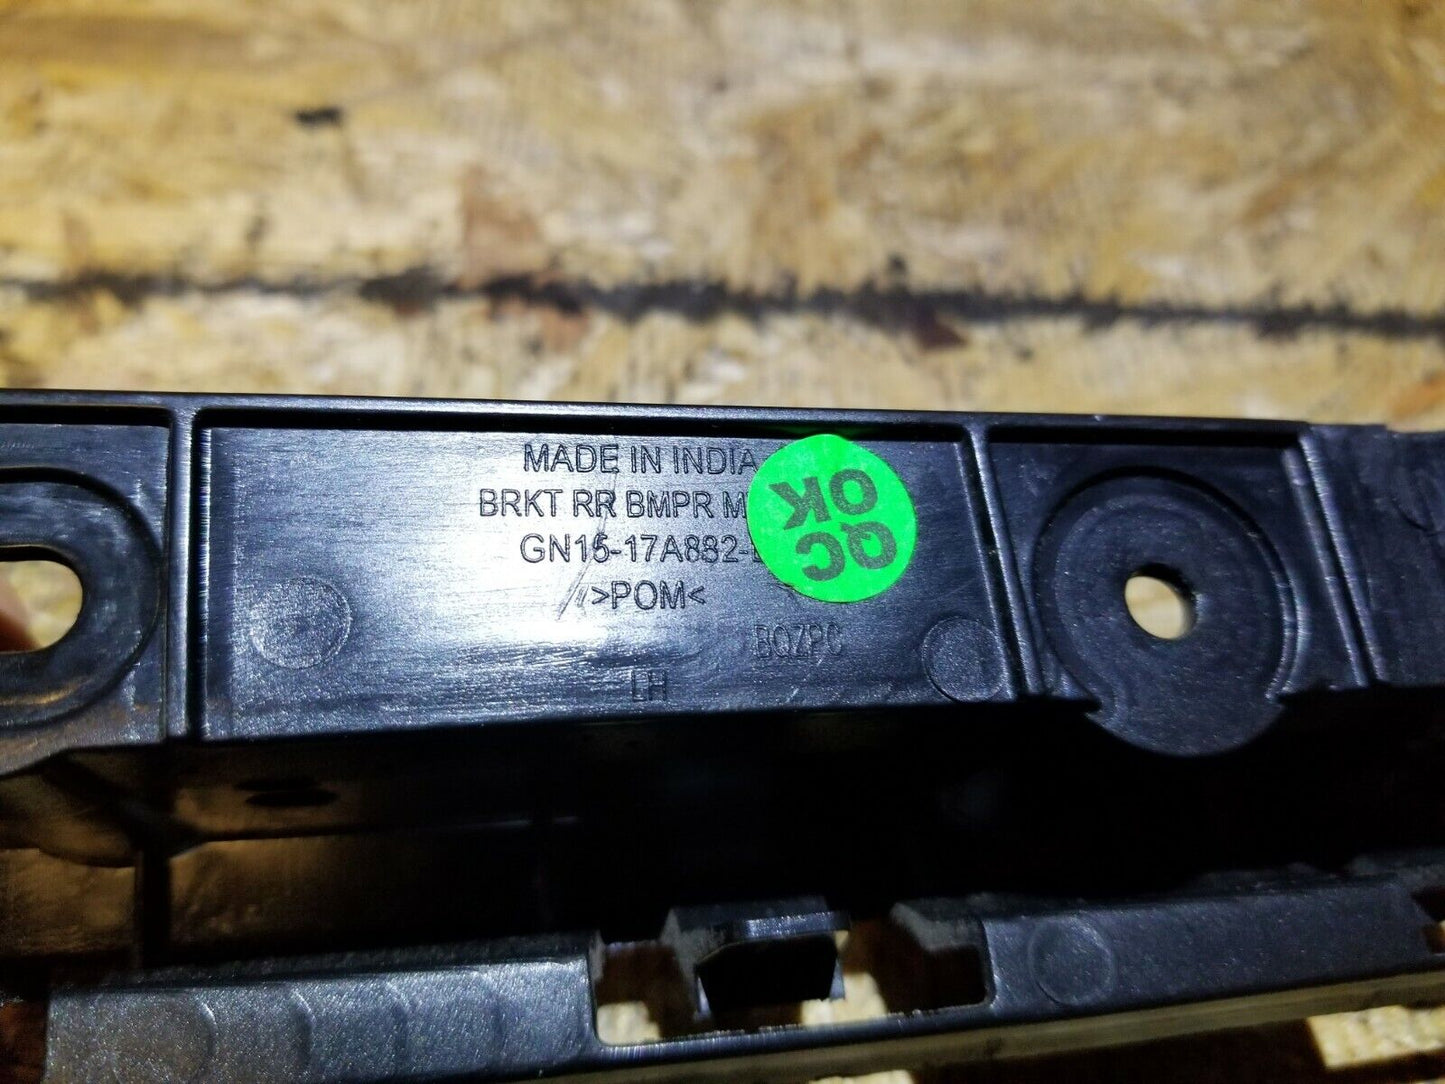 MADE IN INDIA
BRKT RR BMPR M
GN15-17A882-
>POM<
BQZPC
LH
QC
OK